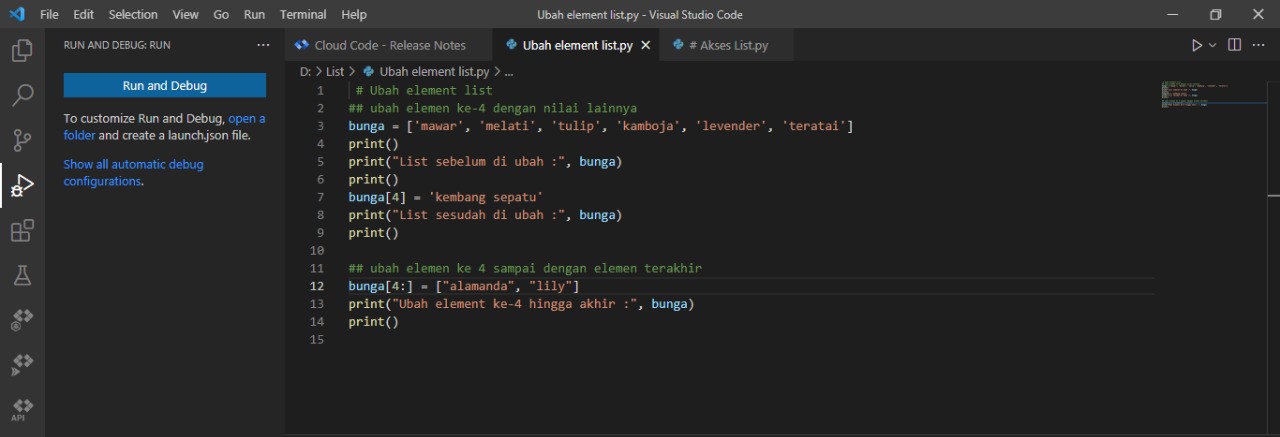 File Edit Selection View Go Run Terminal Help Ubah element list.py - Visual Studio Code
RUN AND DEBUG: RUN ...
Run and Debug
To customize Run and Debug, open a
folder and create a launch.json file.
Show all automatic debug
configurations.
API
Cloud Code - Release Notes Ubah element list.py # Akses List.py
D: > List > Ubah element list.py > ...
1 # Ubah element list
2 ## ubah elemen ke-4 dengan nilai lainnya
3 bunga = ['mawar', 'melati', 'tulip', 'kamboja', 'levender', 'teratai']
4 print()
5 print("List sebelum di ubah :", bunga)
6 print()
7 bunga[4] = 'kembang sepatu'
8 print("List sesudah di ubah :", bunga)
9 print()
10
11 ## ubah elemen ke 4 sampai dengan elemen terakhir
12 bunga[4:] = ["alamanda", "lily"]
13 print("Ubah element ke-4 hingga akhir :", bunga)
14 print()
15